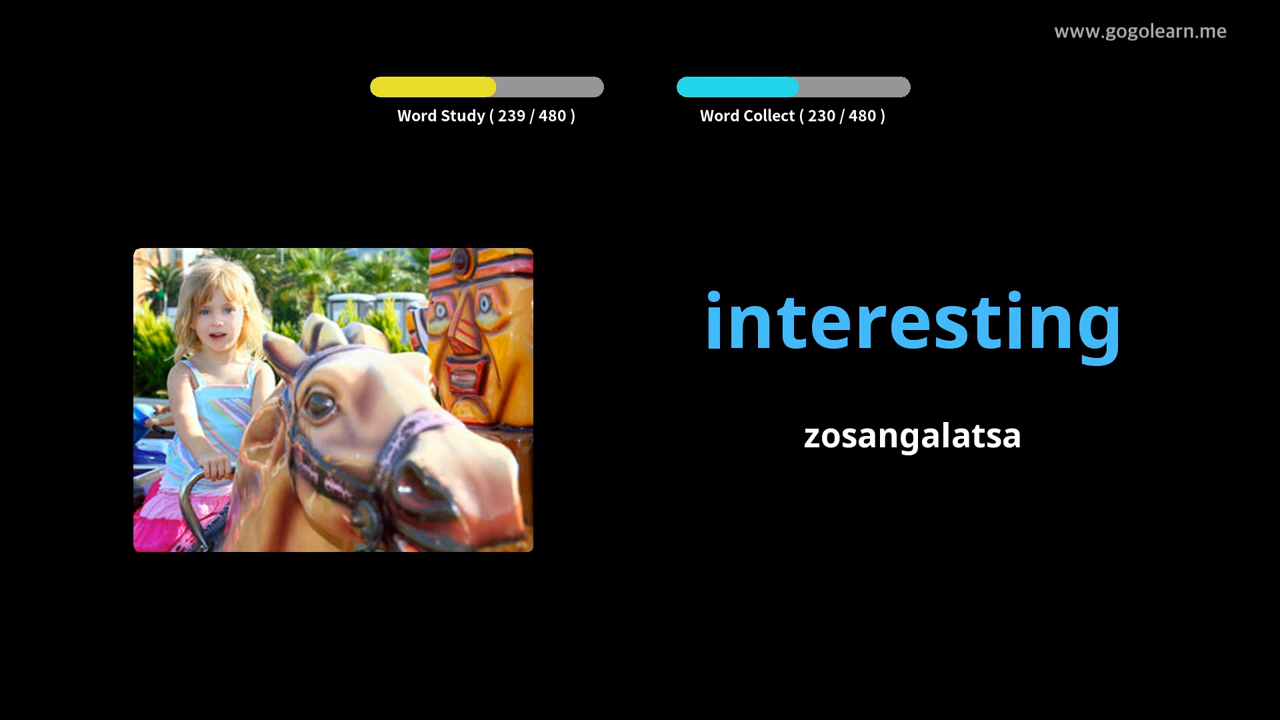 www.gogolearn.me
Word Study ( 239 / 480 )
Word Collect ( 230 / 480 )
interesting
zosangalatsa